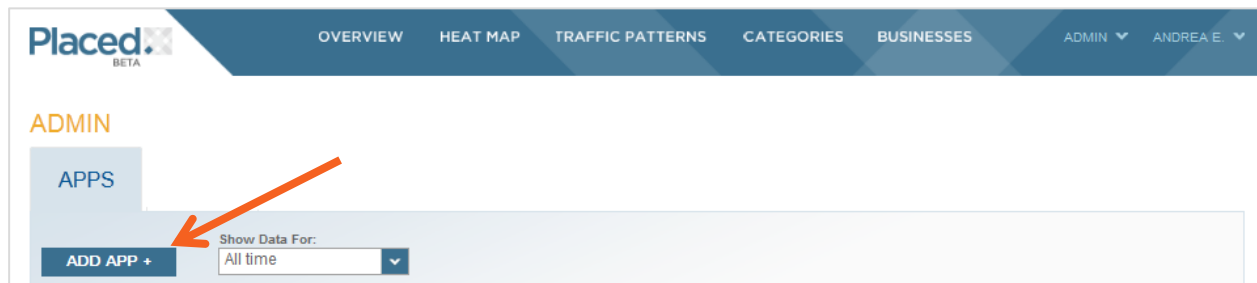 Placed.
BETA
OVERVIEW HEAT MAP TRAFFIC PATTERNS CATEGORIES BUSINESSES ADMIN ANDREA E.
ADMIN
APPS
Show Data For:
ADD APP + All time